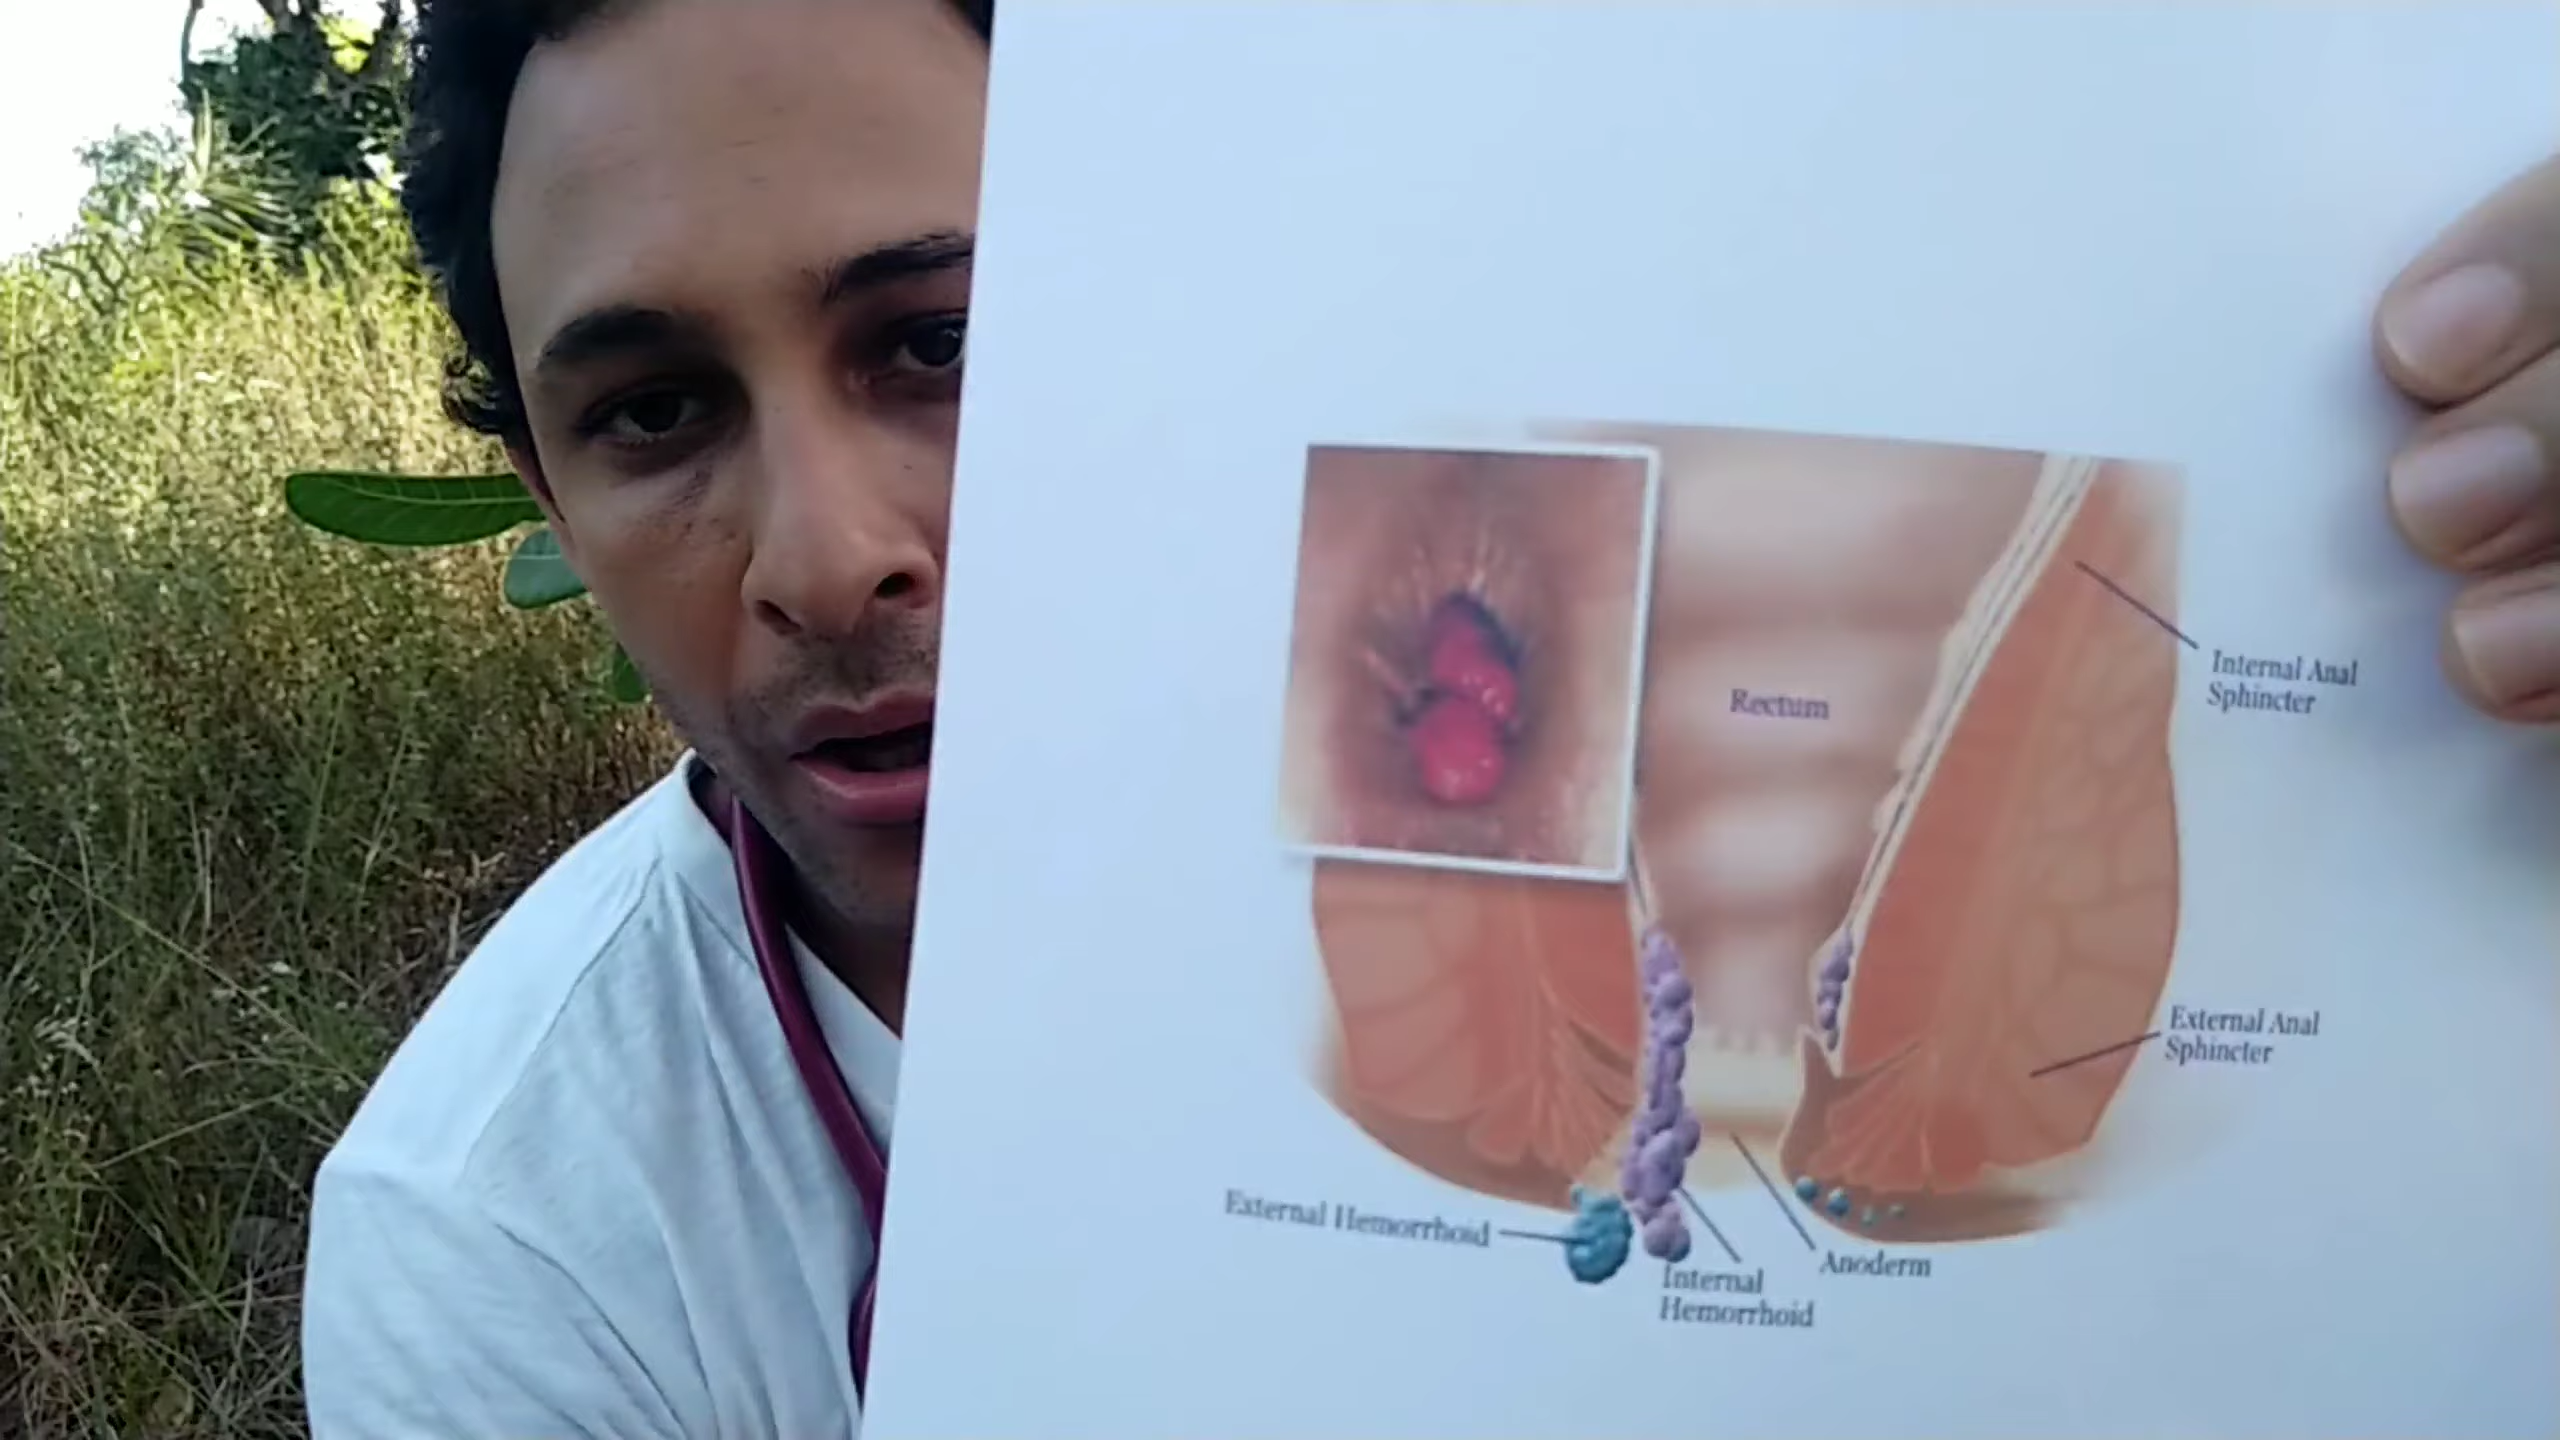 Rectum
Internal Anal
Sphincter
External Anal
Sphincter
External Hemorrhoid
Internal
Hemorrhoid
Anoderm